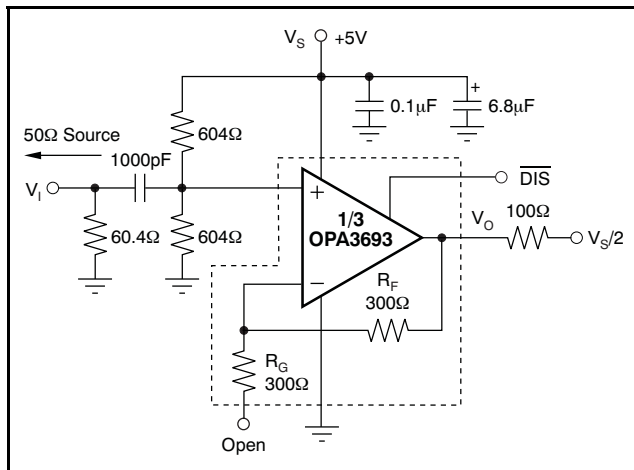 V_S +5V
0.1μF
6.8μF
+
604Ω
50Ω Source
1000pF
V_I
60.4Ω
604Ω
+
1/3
OPA3693
−
D̅I̅S̅
V_O
100Ω
V_S/2
R_F
300Ω
R_G
300Ω
Open